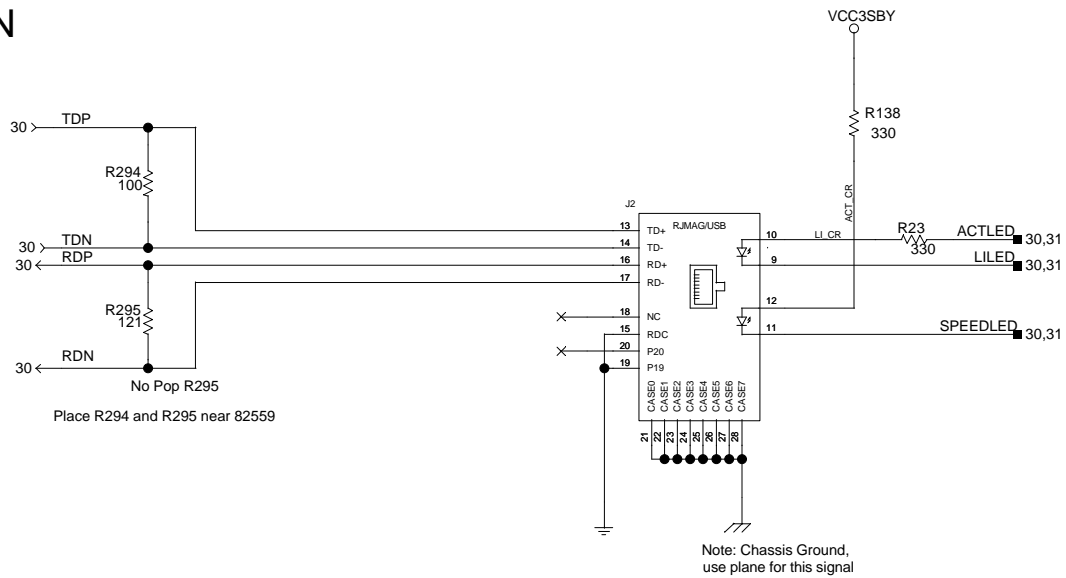 N
VCC3SBY
R138
330
30
TDP
R294
100
ACT_CR
J2
RJMAG/USB
13
TD+
10
LI_CR
R23
330
ACTLED
30,31
30
TDN
14
TD-
30
RDP
16
RD+
9
LILED
30,31
17
RD-
R295
121
18
NC
12
15
RDC
11
SPEEDLED
30,31
20
P20
30
RDN
19
P19
No Pop R295
Place R294 and R295 near 82559
CASE0
CASE1
CASE2
CASE3
CASE4
CASE5
CASE6
CASE7
21
22
23
24
25
26
27
28
Note: Chassis Ground,
use plane for this signal